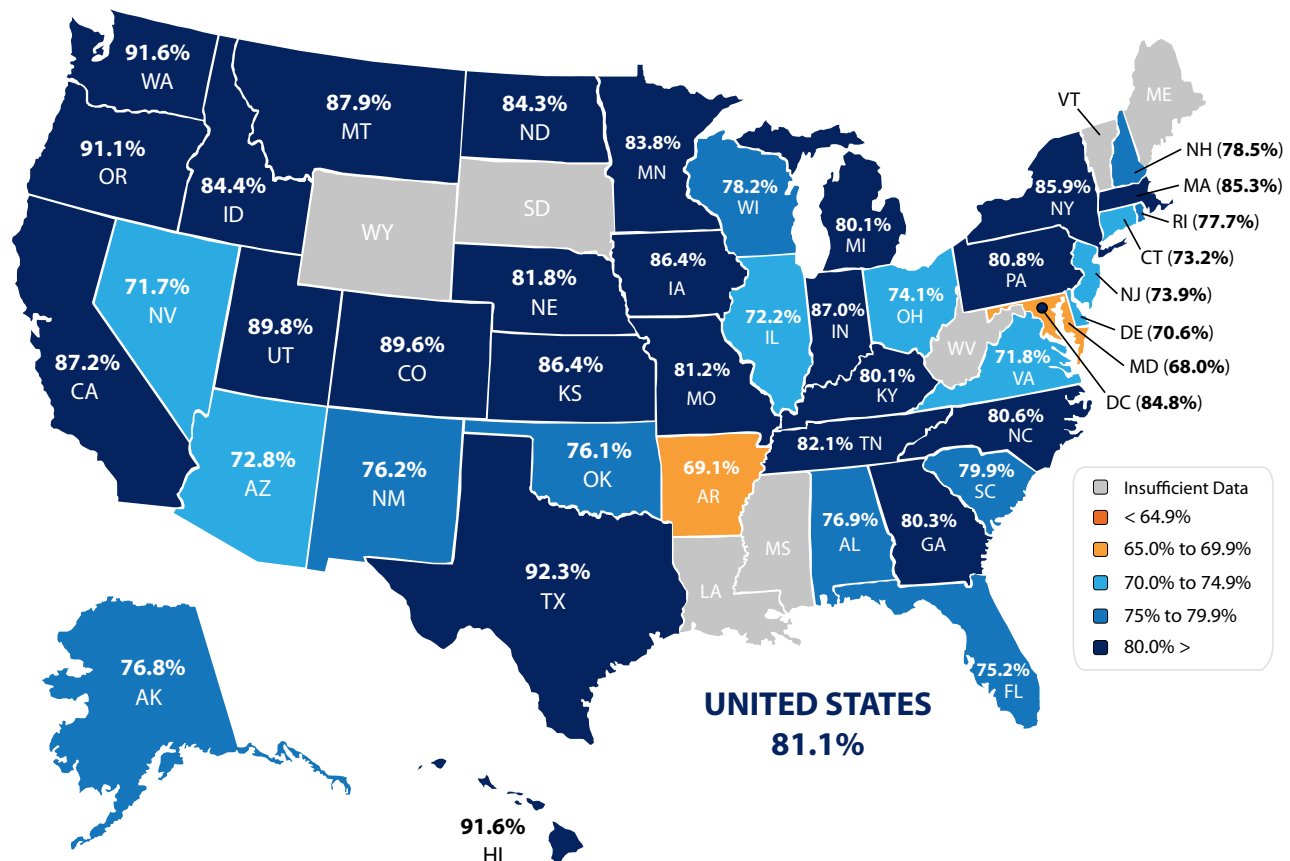 91.6%
WA
91.1%
OR
84.4%
ID
87.9%
MT
84.3%
ND
83.8%
MN
78.2%
WI
80.1%
MI
85.9%
NY
VT
ME
NH (78.5%)
MA (85.3%)
RI (77.7%)
CT (73.2%)
NJ (73.9%)
DE (70.6%)
MD (68.0%)
DC (84.8%)
WY
SD
71.7%
NV
89.8%
UT
89.6%
CO
81.8%
NE
86.4%
IA
72.2%
IL
87.0%
IN
74.1%
OH
80.8%
PA
WV
71.8%
VA
87.2%
CA
86.4%
KS
81.2%
MO
80.1%
KY
80.6%
NC
82.1% TN
72.8%
AZ
76.2%
NM
76.1%
OK
69.1%
AR
79.9%
SC
MS
76.9%
AL
80.3%
GA
LA
92.3%
TX
75.2%
FL
76.8%
AK
91.6%
HI
UNITED STATES
81.1%
Insufficient Data
< 64.9%
65.0% to 69.9%
70.0% to 74.9%
75% to 79.9%
80.0% >